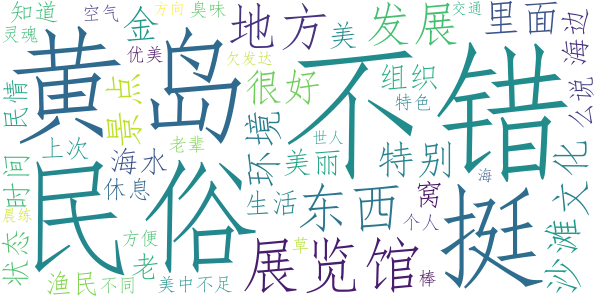 知道
空气
方向
臭味
交通
灵魂
金
地方
发展
里面
海边
优美
美
欠发达
黄岛
不错
民情
景点
很好
组织
特色
么说
上次
老辈
世人
环境
时间
海水
美丽
特别
文化
休息
民俗
生活
东西
窝
挺
海
晨练
状态
方便
老
个人
沙滩
渔民
不同
美中不足
展览馆
草
棒